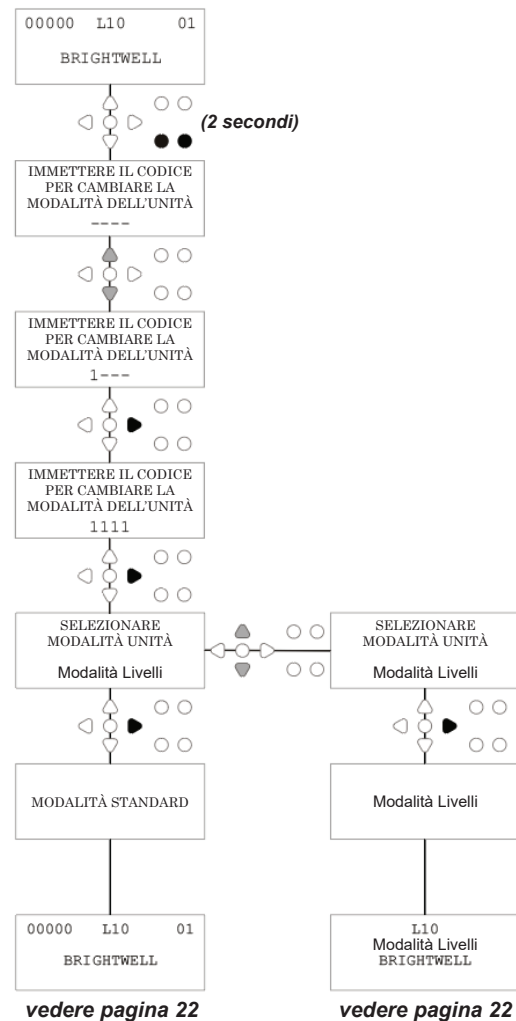 00000 L10 01
BRIGHTWELL
(2 secondi)
IMMETTERE IL CODICE
PER CAMBIARE LA
MODALITÀ DELL'UNITÀ
----
IMMETTERE IL CODICE
PER CAMBIARE LA
MODALITÀ DELL'UNITÀ
1---
IMMETTERE IL CODICE
PER CAMBIARE LA
MODALITÀ DELL'UNITÀ
1111
SELEZIONARE
MODALITÀ UNITÀ
Modalità Livelli
SELEZIONARE
MODALITÀ UNITÀ
Modalità Livelli
MODALITÀ STANDARD
Modalità Livelli
00000 L10 01
BRIGHTWELL
L10
Modalità Livelli
BRIGHTWELL
vedere pagina 22
vedere pagina 22